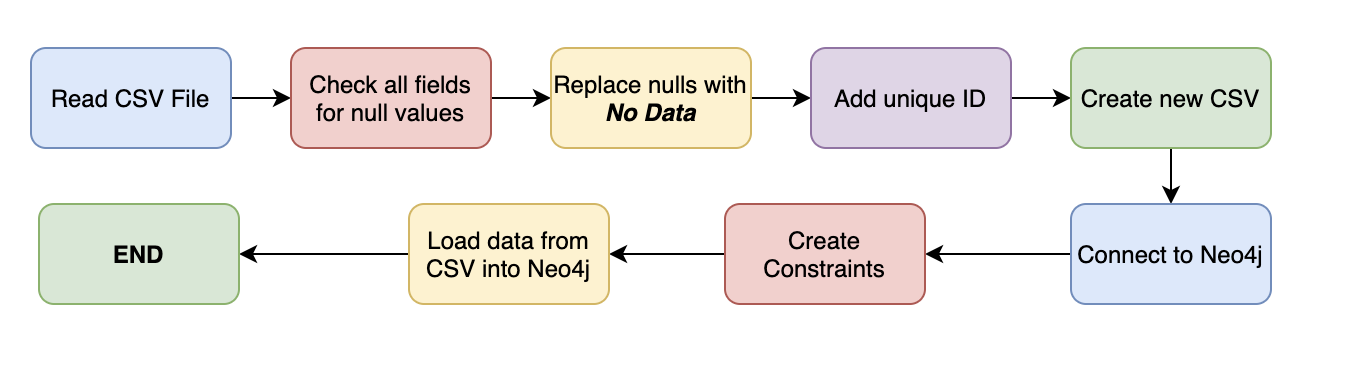 Read CSV File
Check all fields
for null values
Replace nulls with
No Data
Add unique ID
Create new CSV
Connect to Neo4j
Create
Constraints
Load data from
CSV into Neo4j
END